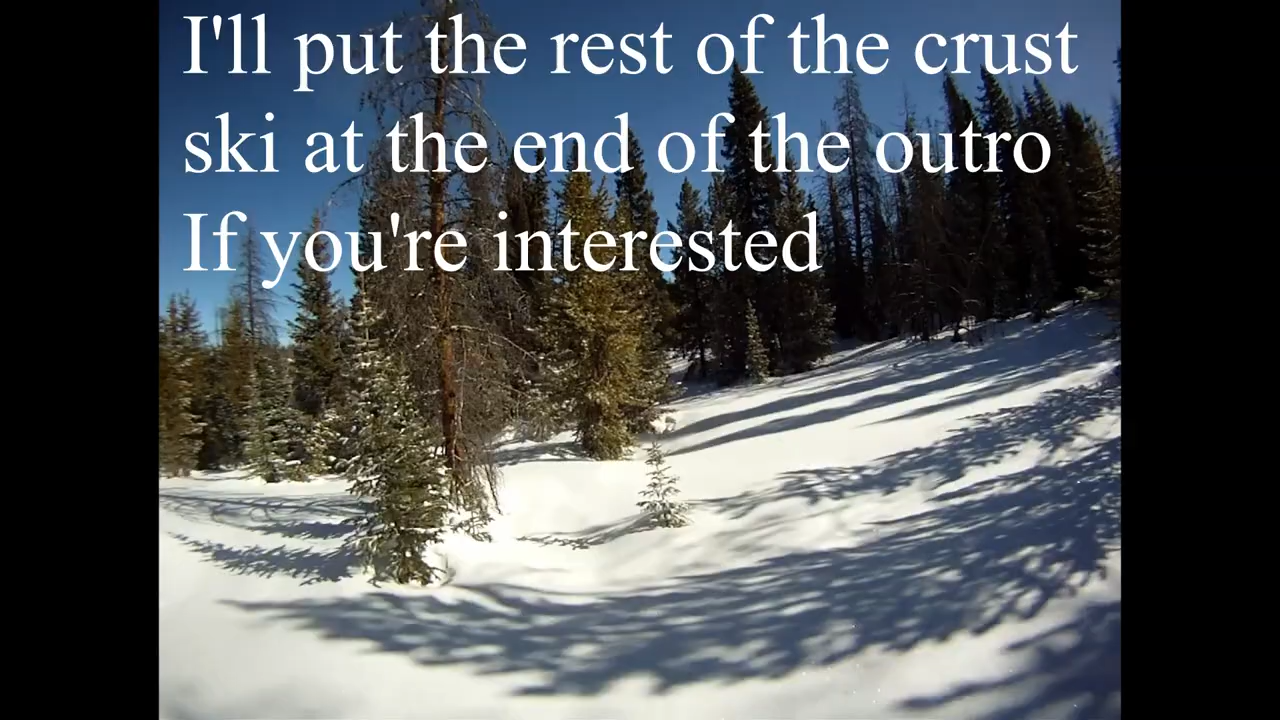 I'll put the rest of the crust
ski at the end of the outro
If you're interested